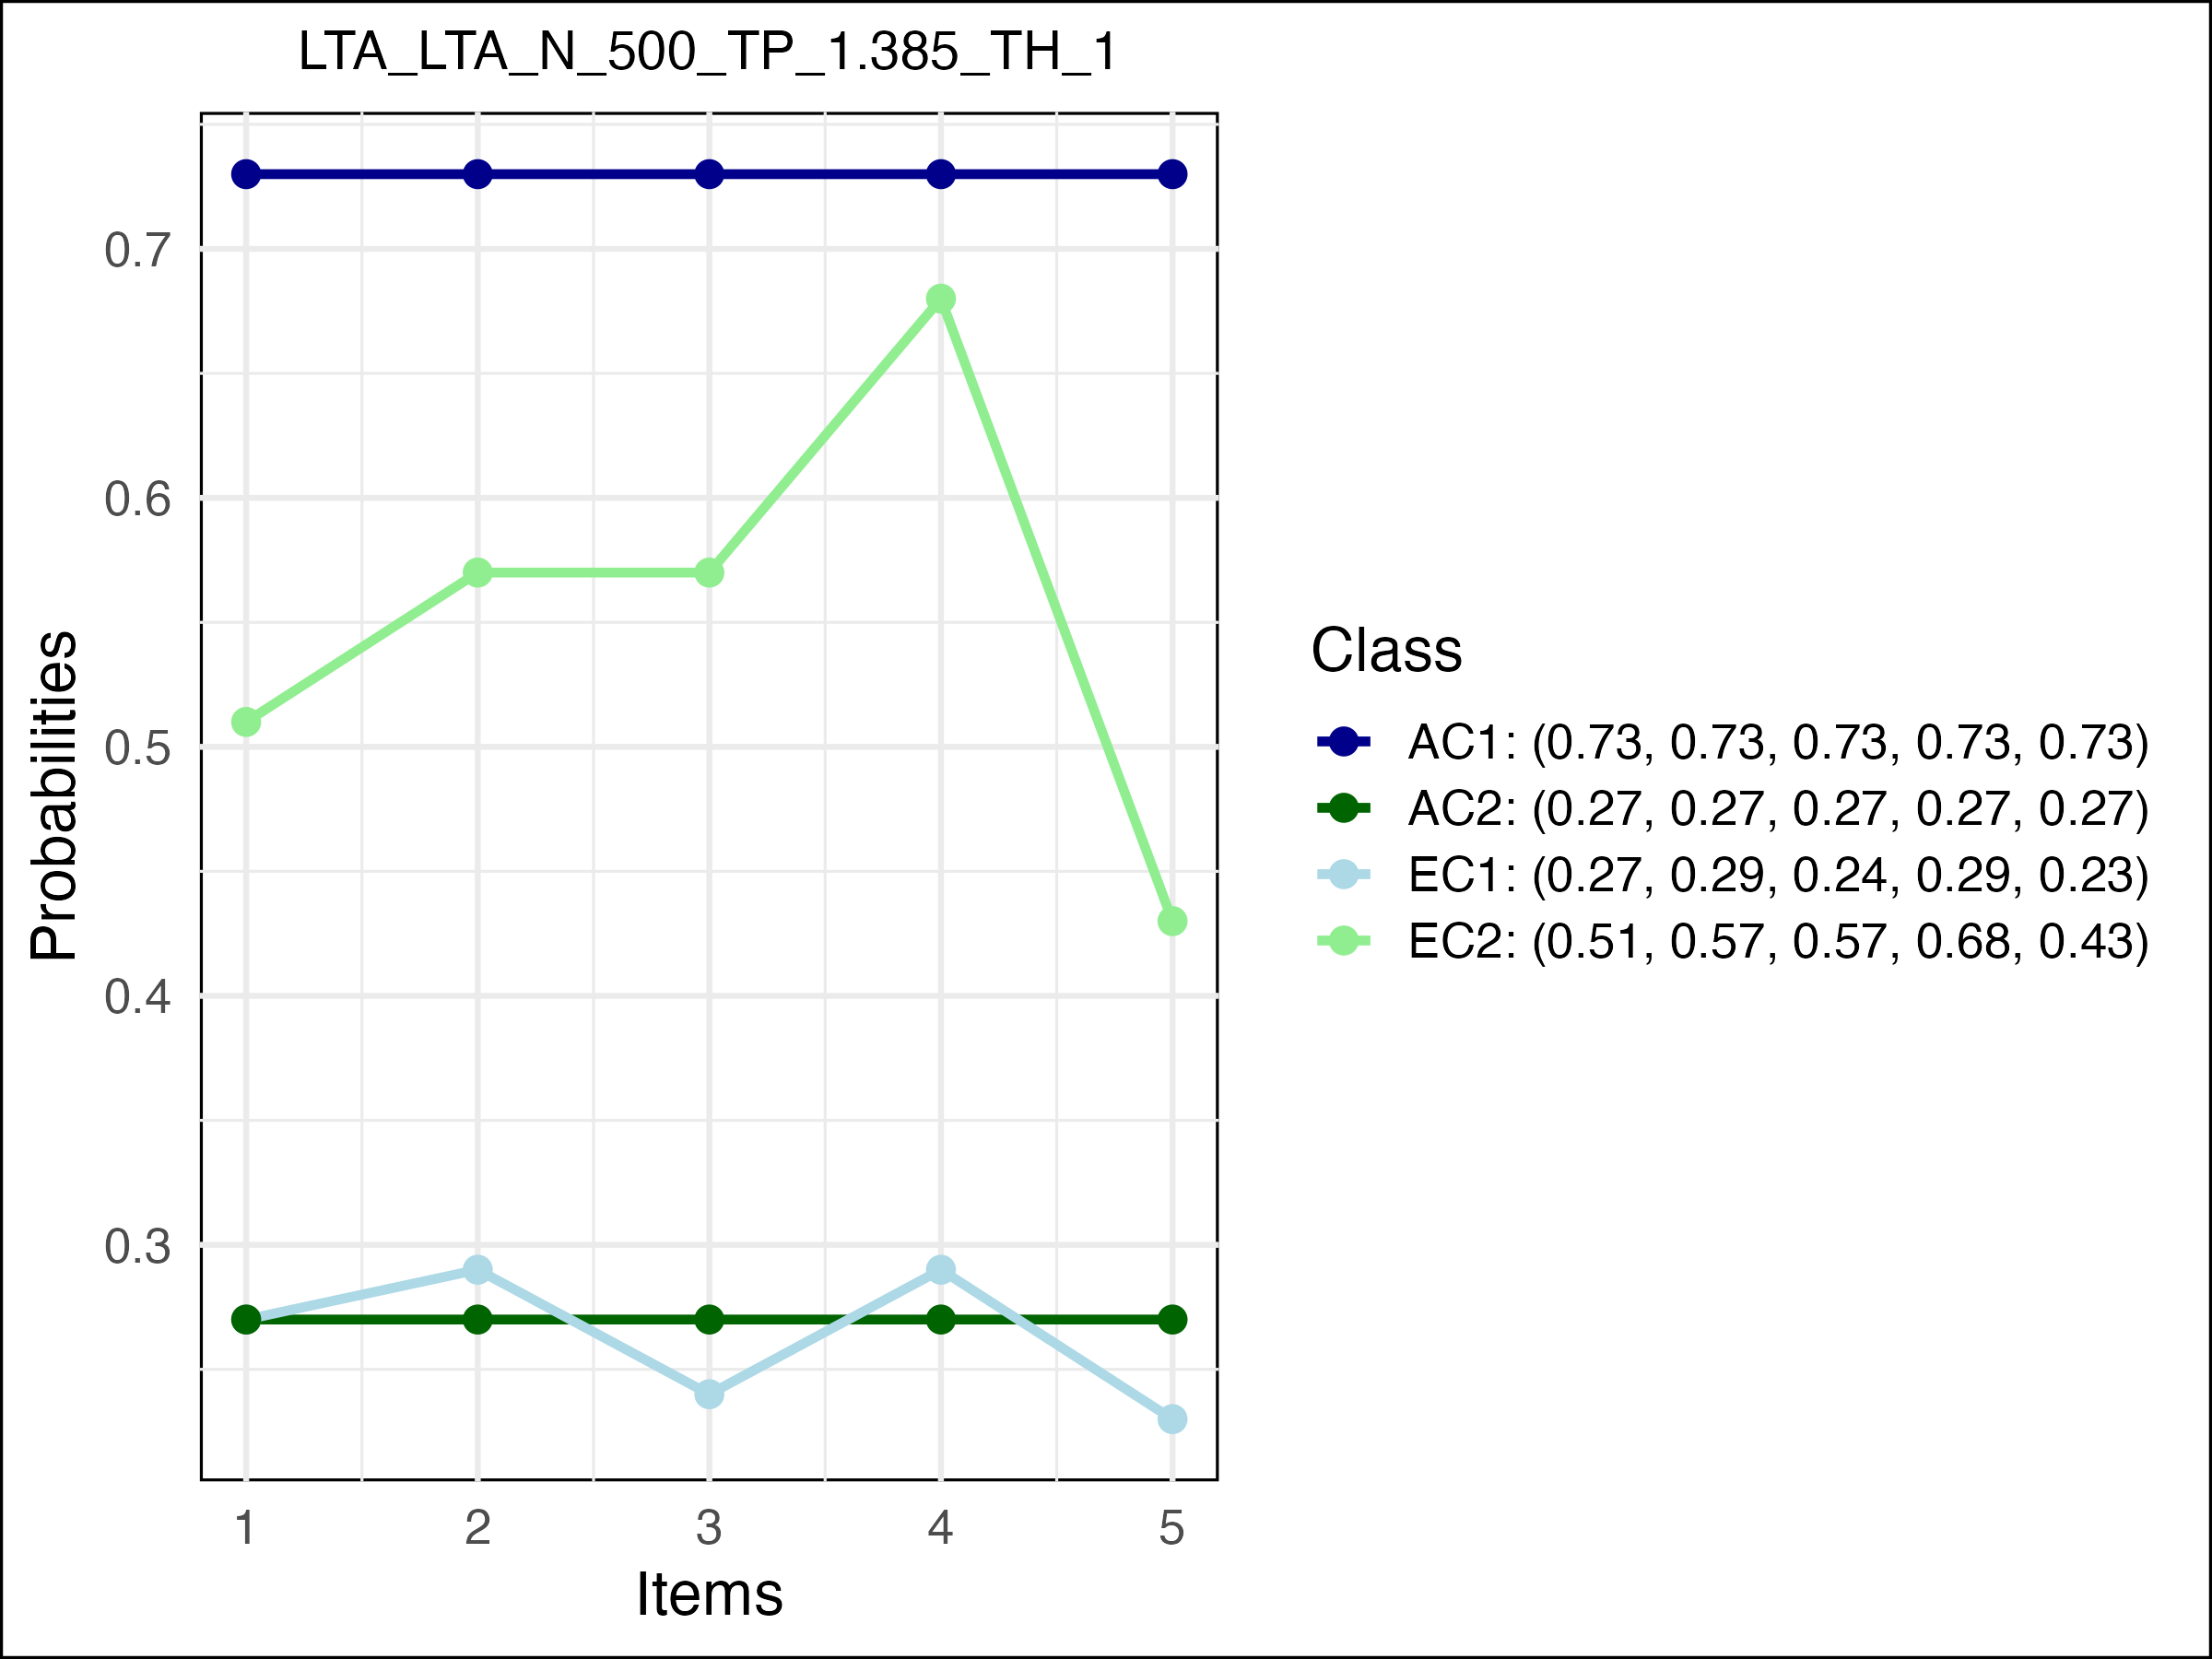 LTA_LTA_N_500_TP_1.385_TH_1
Probabilities
0.7
0.6
0.5
0.4
0.3
1 2 3 4 5
Items
Class
AC1: (0.73, 0.73, 0.73, 0.73, 0.73)
AC2: (0.27, 0.27, 0.27, 0.27, 0.27)
EC1: (0.27, 0.29, 0.24, 0.29, 0.23)
EC2: (0.51, 0.57, 0.57, 0.68, 0.43)